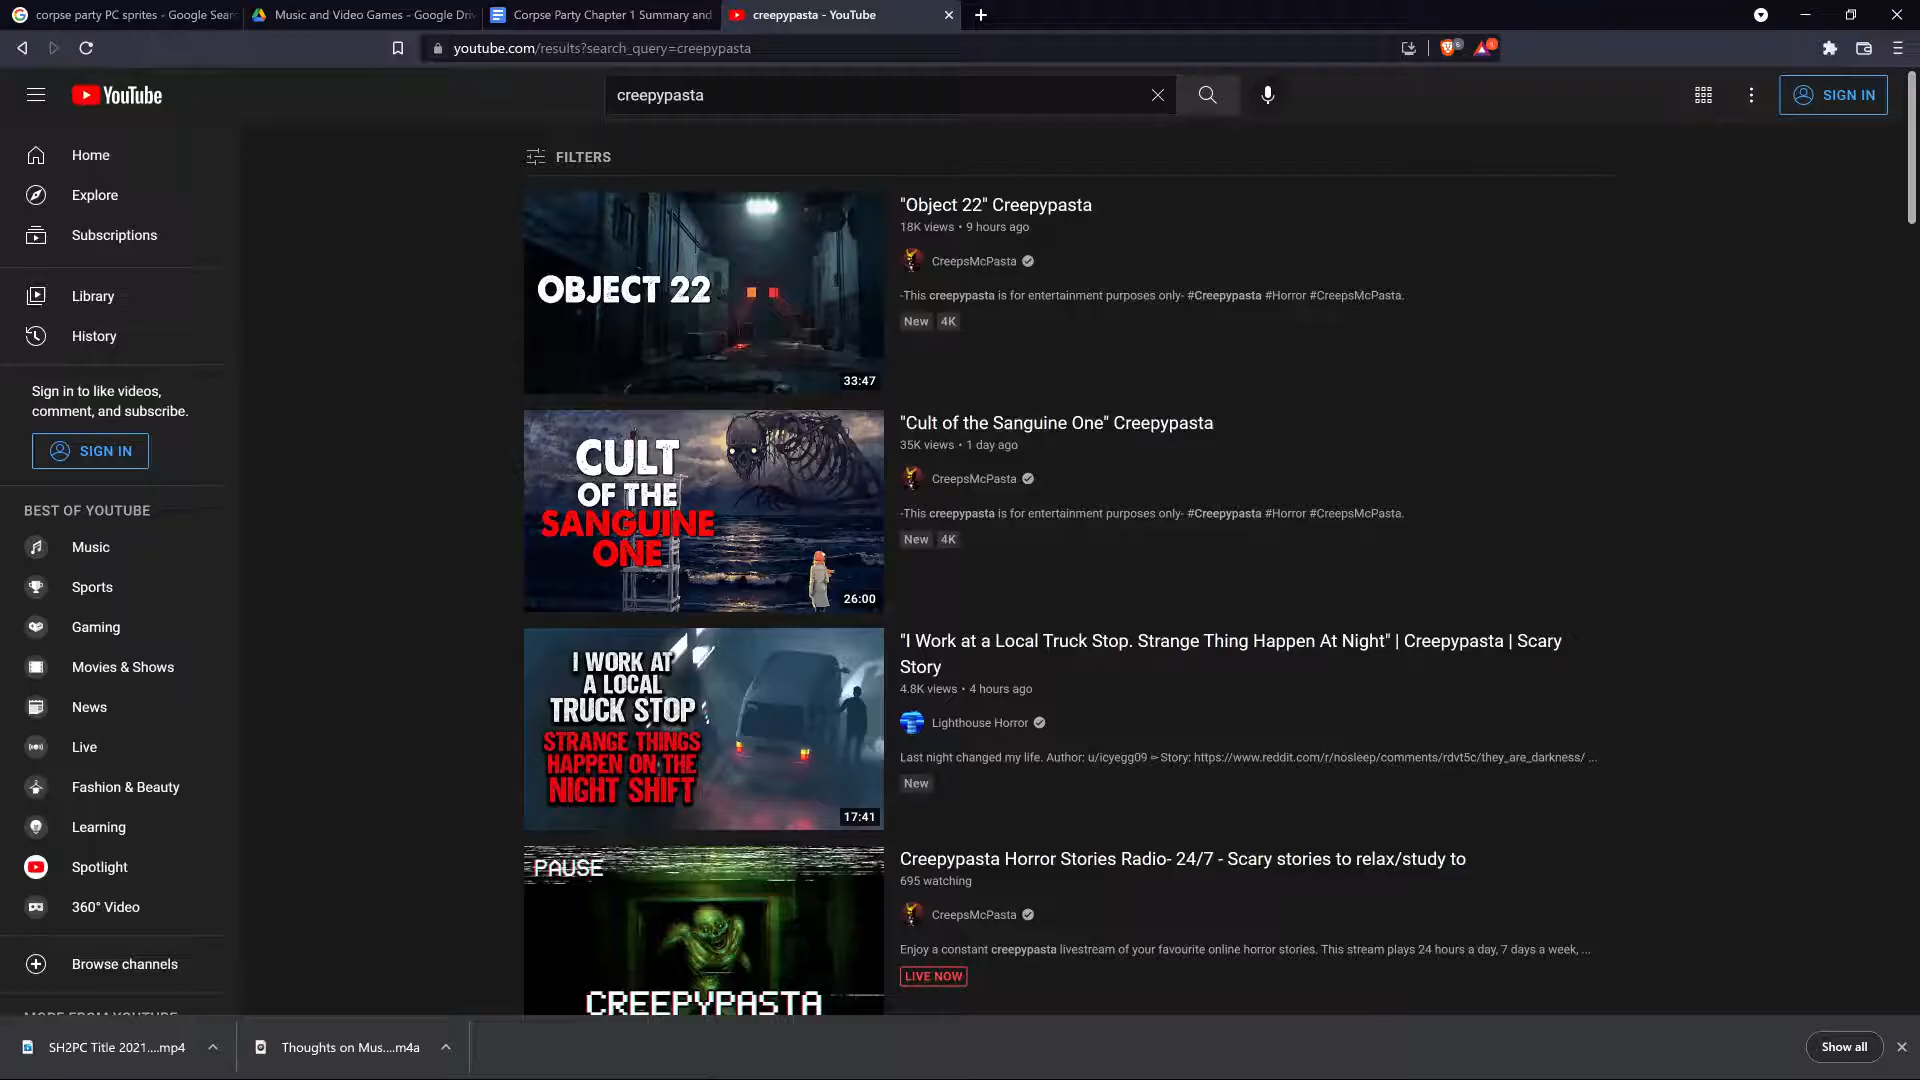 corpse party PC sprites - Google Sear
Music and Video Games - Google Dri
Corpse Party Chapter 1 Summary and
creepypasta - YouTube
youtube.com/results?search_query=creepypasta
6
1
YouTube
creepypasta
SIGN IN
Home
Explore
Subscriptions
Library
History
Sign in to like videos,
comment, and subscribe.
SIGN IN
BEST OF YOUTUBE
Music
Sports
Gaming
Movies & Shows
News
Live
Fashion & Beauty
Learning
Spotlight
360° Video
Browse channels
MORE FROM YOUTUBE
FILTERS
OBJECT 22
33:47
"Object 22" Creepypasta
18K views • 9 hours ago
CreepsMcPasta
-This creepypasta is for entertainment purposes only- #Creepypasta #Horror #CreepsMcPasta.
New 4K
CULT
OF THE
SANGUINE
ONE
26:00
"Cult of the Sanguine One" Creepypasta
35K views • 1 day ago
CreepsMcPasta
-This creepypasta is for entertainment purposes only- #Creepypasta #Horror #CreepsMcPasta.
New 4K
I WORK AT
A LOCAL
TRUCK STOP
STRANGE THINGS
HAPPEN ON THE
NIGHT SHIFT
17:41
"I Work at a Local Truck Stop. Strange Thing Happen At Night" | Creepypasta | Scary
Story
4.8K views • 4 hours ago
Lighthouse Horror
Last night changed my life. Author: u/icyegg09 ➣ Story: https://www.reddit.com/r/nosleep/comments/rdvt5c/they_are_darkness/ ...
New
PAUSE
CREEPYPASTA
Creepypasta Horror Stories Radio- 24/7 - Scary stories to relax/study to
695 watching
CreepsMcPasta
Enjoy a constant creepypasta livestream of your favourite online horror stories. This stream plays 24 hours a day, 7 days a week, ...
LIVE NOW
SH2PC Title 2021....mp4
Thoughts on Mus....m4a
Show all